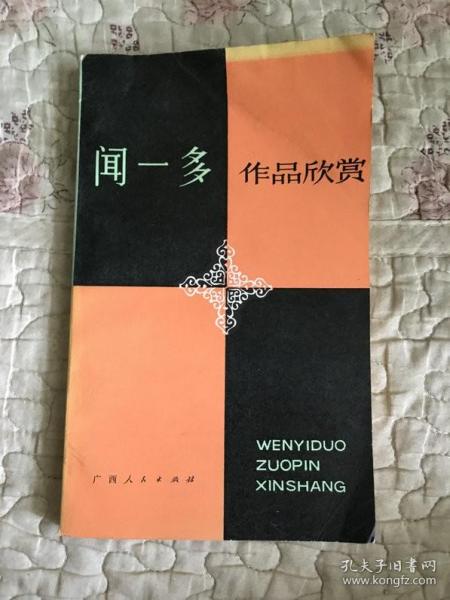 闻一多
作品欣赏
WENYIDUO
ZUOPIN
XINSHANG
广西人民出版社
孔夫子旧书网
www.kongfz.com